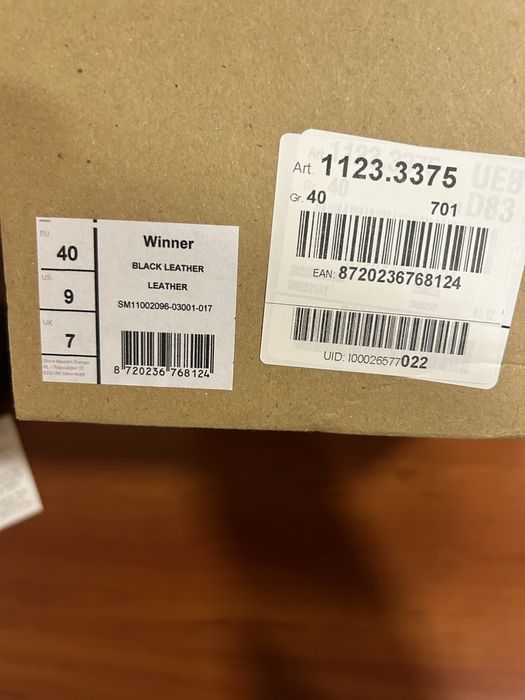 EU
40
US
9
UK
7
Winner
BLACK LEATHER
LEATHER
SM11002096-03001-017
8 720236 768124
Art. 1123.3375
Gr. 40
701
EAN: 8720236768124
UID: I00026577022
UEB
D83